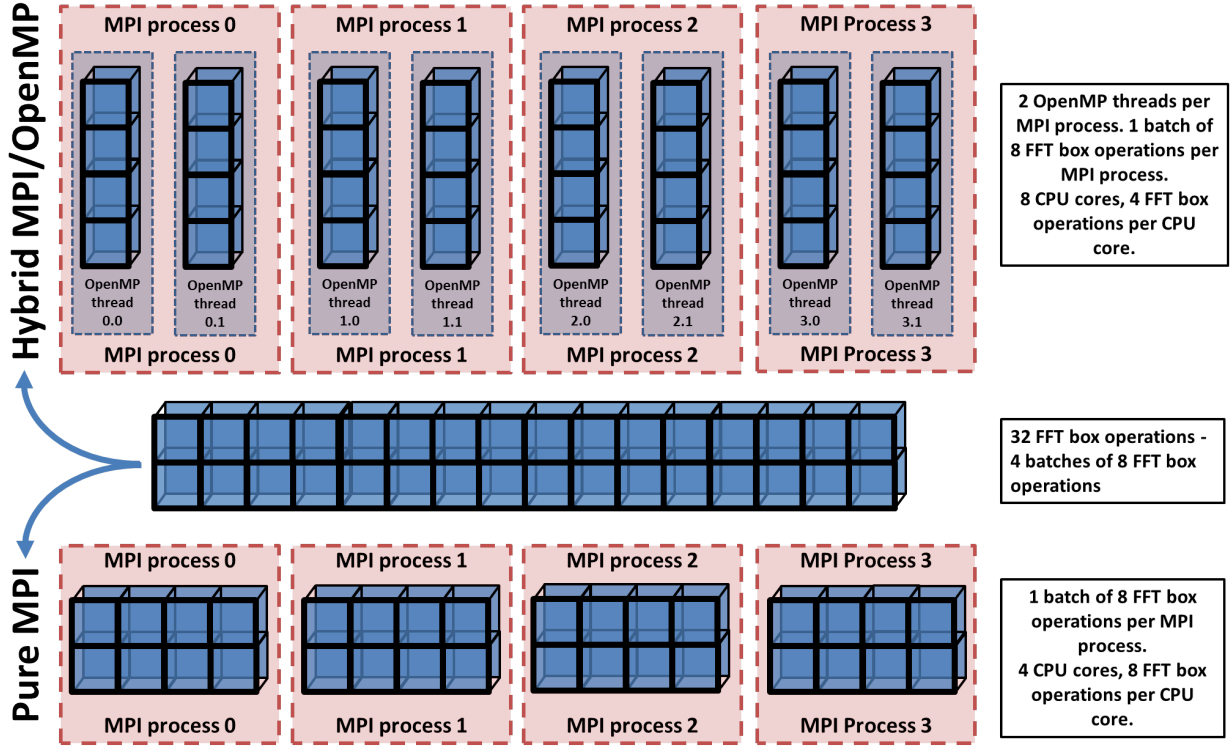 Hybrid MPI/OpenMP
MPI process 0
MPI process 1
MPI process 2
MPI Process 3
OpenMP
thread
0.0
OpenMP
thread
0.1
OpenMP
thread
1.0
OpenMP
thread
1.1
OpenMP
thread
2.0
OpenMP
thread
2.1
OpenMP
thread
3.0
OpenMP
thread
3.1
MPI process 0
MPI process 1
MPI process 2
MPI Process 3
2 OpenMP threads per
MPI process. 1 batch of
8 FFT box operations per
MPI process.
8 CPU cores, 4 FFT box
operations per CPU
core.
32 FFT box operations -
4 batches of 8 FFT box
operations
Pure MPI
MPI process 0
MPI process 1
MPI process 2
MPI Process 3
MPI process 0
MPI process 1
MPI process 2
MPI Process 3
1 batch of 8 FFT box
operations per MPI
process.
4 CPU cores, 8 FFT box
operations per CPU
core.